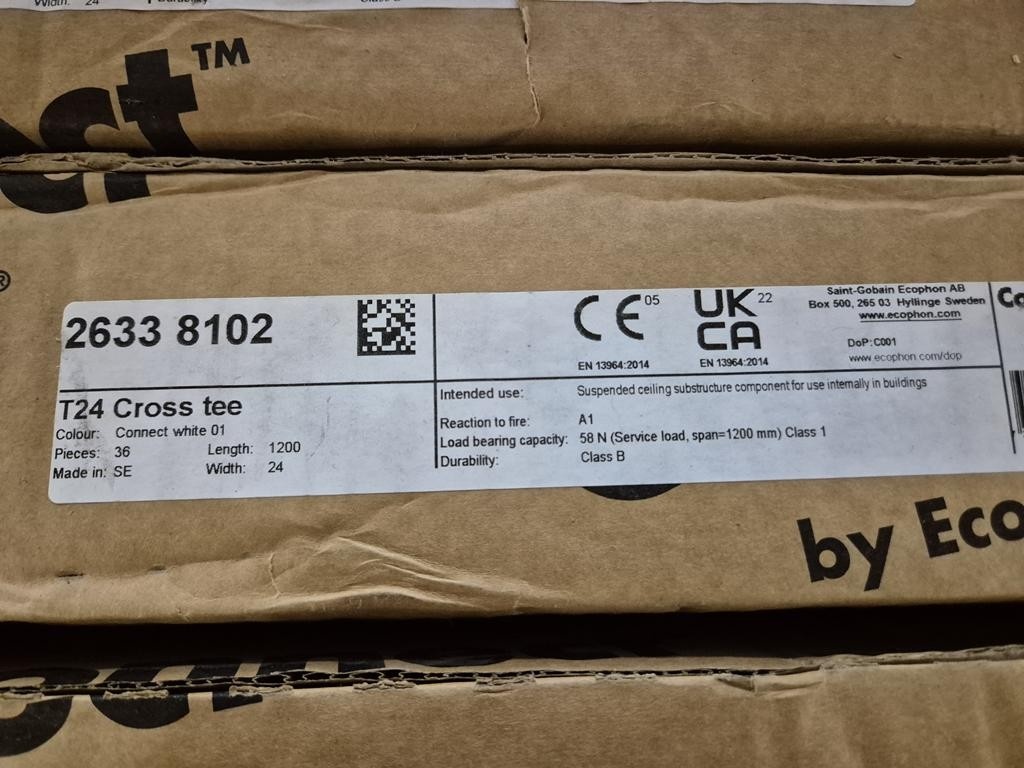 24
TM
®
2633 8102
T24 Cross tee
Colour: Connect white 01
Pieces: 36 Length: 1200
Made in: SE Width: 24
CE 05
EN 13964:2014
UK 22
CA
EN 13964:2014
Saint-Gobain Ecophon AB
Box 500, 265 03 Hyllinge Sweden
www.ecophon.com
DoP:C001
www.ecophon.com/dop
Intended use: Suspended ceiling substructure component for use internally in buildings
Reaction to fire: A1
Load bearing capacity: 58 N (Service load, span=1200 mm) Class 1
Durability: Class B
by Eco